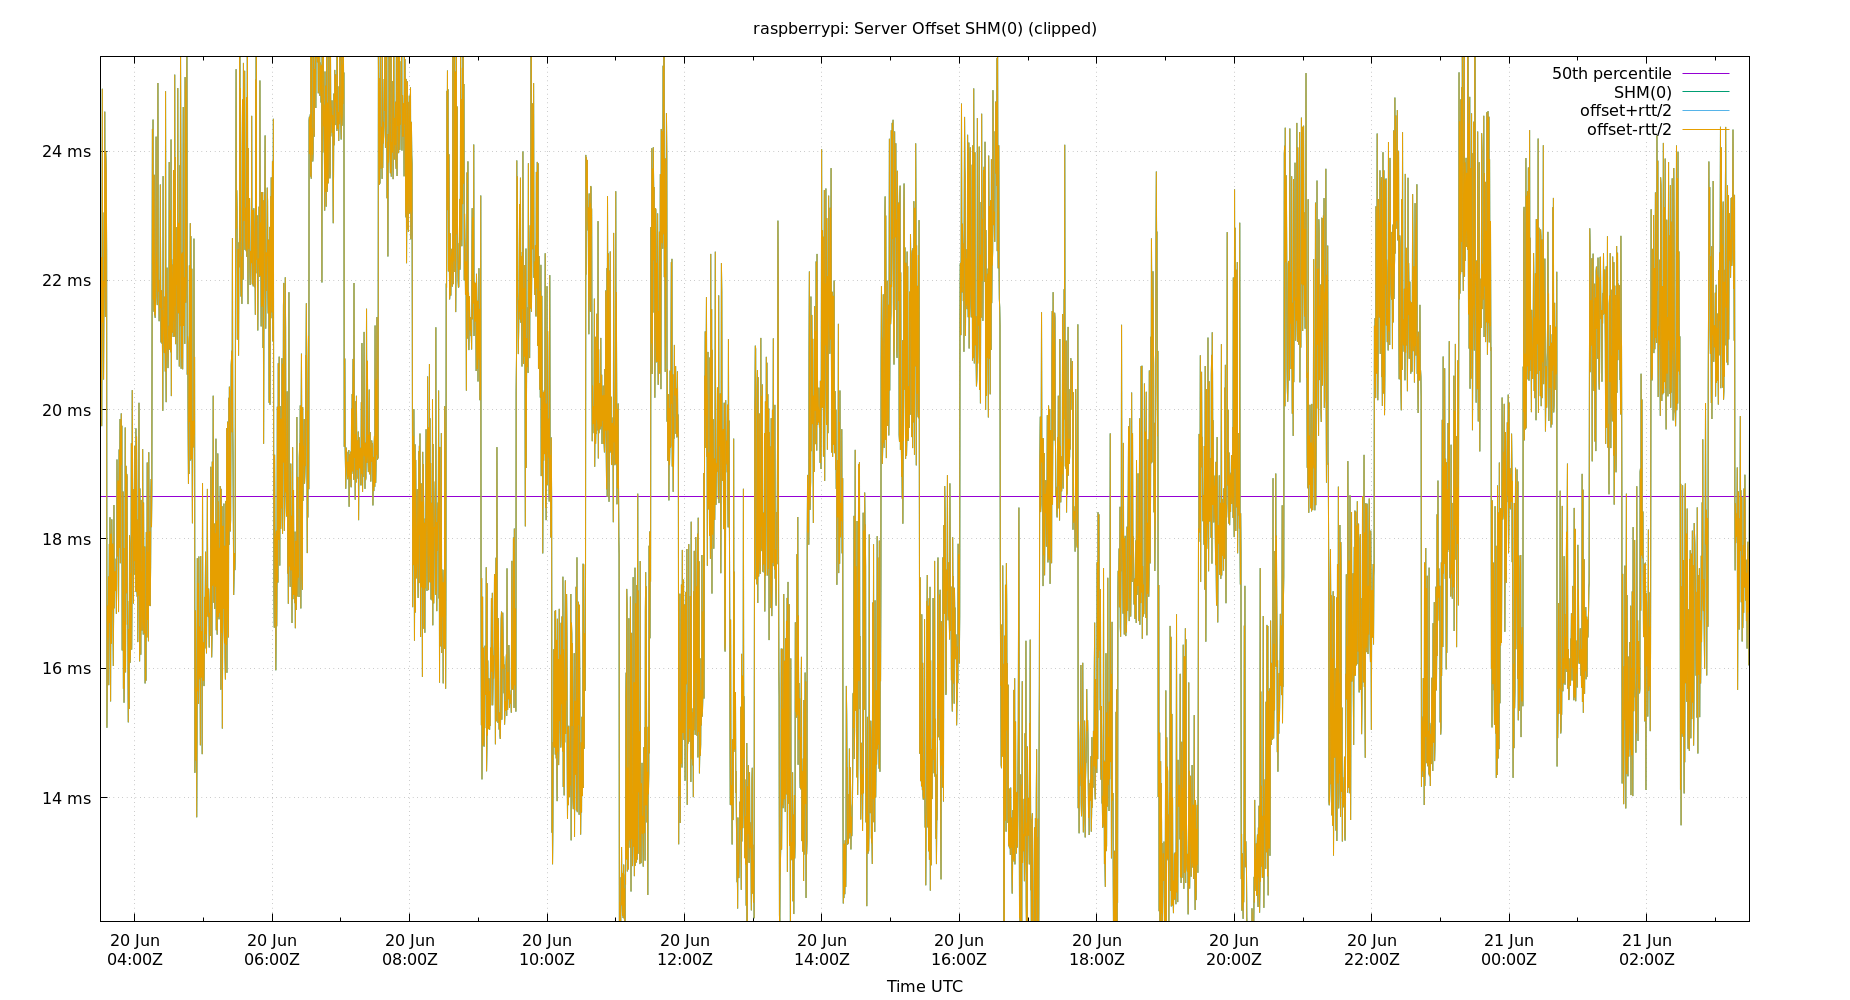 raspberrypi: Server Offset SHM(0) (clipped)
50th percentile
SHM(0)
offset+rtt/2
offset-rtt/2
24 ms
22 ms
20 ms
18 ms
16 ms
14 ms
20 Jun 20 Jun 20 Jun 20 Jun 20 Jun 20 Jun 20 Jun 20 Jun 20 Jun 20 Jun 21 Jun 21 Jun
04:00Z 06:00Z 08:00Z 10:00Z 12:00Z 14:00Z 16:00Z 18:00Z 20:00Z 22:00Z 00:00Z 02:00Z
Time UTC